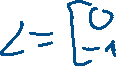 L = [0
-1